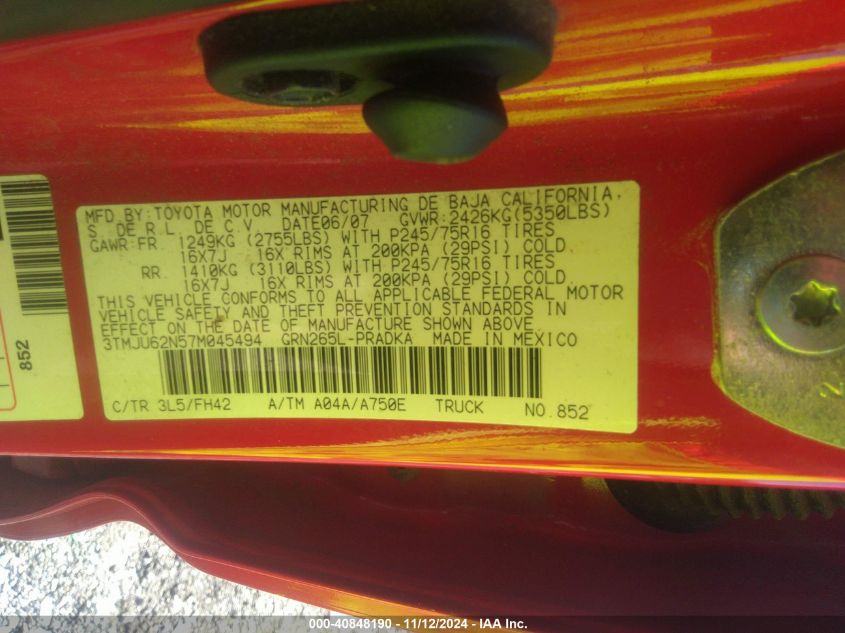 MFD. BY: TOYOTA MOTOR MANUFACTURING DE BAJA CALIFORNIA,
S. DE R.L. DE C.V. DATE06/07 GVWR:2426KG(5350LBS)
GAWR:FR. 1249KG (2755LBS) WITH P245/75R16 TIRES
16X7J 16X RIMS AT 200KPA (29PSI) COLD.
RR. 1410KG (3110LBS) WITH P245/75R16 TIRES
16X7J 16X RIMS AT 200KPA (29PSI) COLD.
THIS VEHICLE CONFORMS TO ALL APPLICABLE FEDERAL MOTOR
VEHICLE SAFETY AND THEFT PREVENTION STANDARDS IN
EFFECT ON THE DATE OF MANUFACTURE SHOWN ABOVE.
3TMJU62N57M045494 GRN265L-PRADKA MADE IN MEXICO
C/TR 3L5/FH42 A/TM A04A/A750E TRUCK NO.852
852
000-40848190 - 11/12/2024 - IAA Inc.